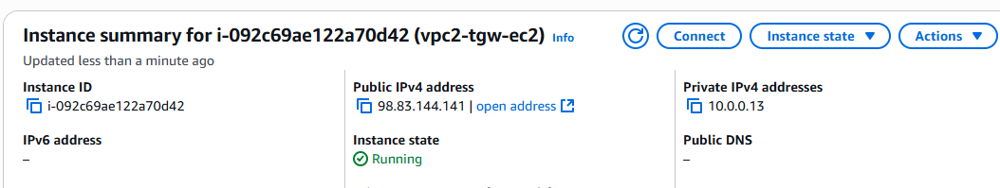 Instance summary for i-092c69ae122a70d42 (vpc2-tgw-ec2) Info
Connect
Instance state
Actions
Updated less than a minute ago
Instance ID
i-092c69ae122a70d42
Public IPv4 address
98.83.144.141 | open address
Private IPv4 addresses
10.0.0.13
IPv6 address
–
Instance state
Running
Public DNS
–